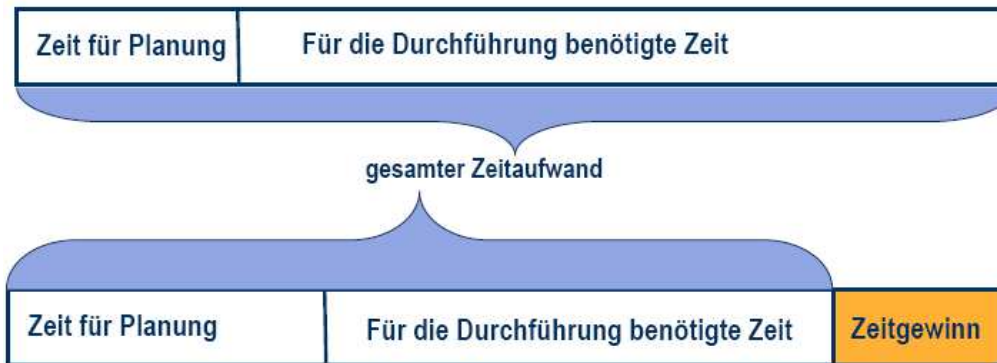 Zeit für Planung
Für die Durchführung benötigte Zeit
gesamter Zeitaufwand
Zeit für Planung
Für die Durchführung benötigte Zeit
Zeitgewinn